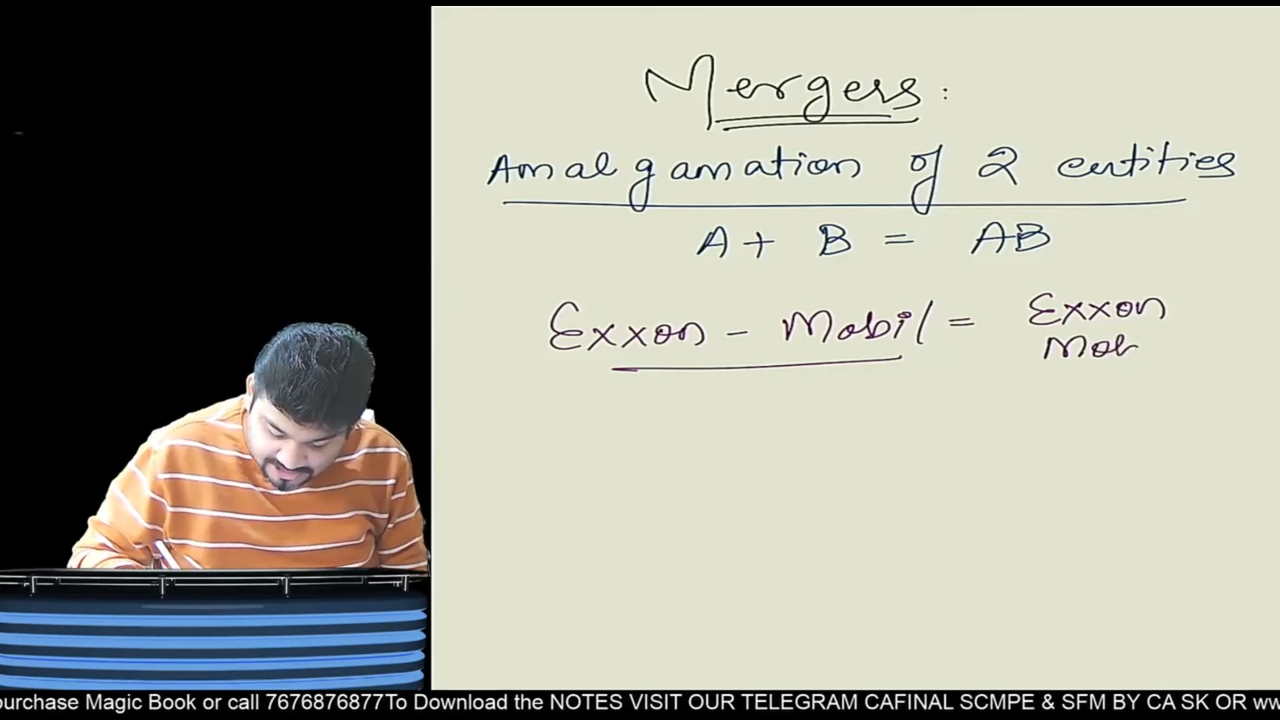 Mergers:
Amalgamation of 2 entities
A + B = AB
Exxon - Mobil = Exxon
Mob
ourchase Magic Book or call 7676876877To Download the NOTES VISIT OUR TELEGRAM CAFINAL SCMPE & SFM BY CA SK OR ww